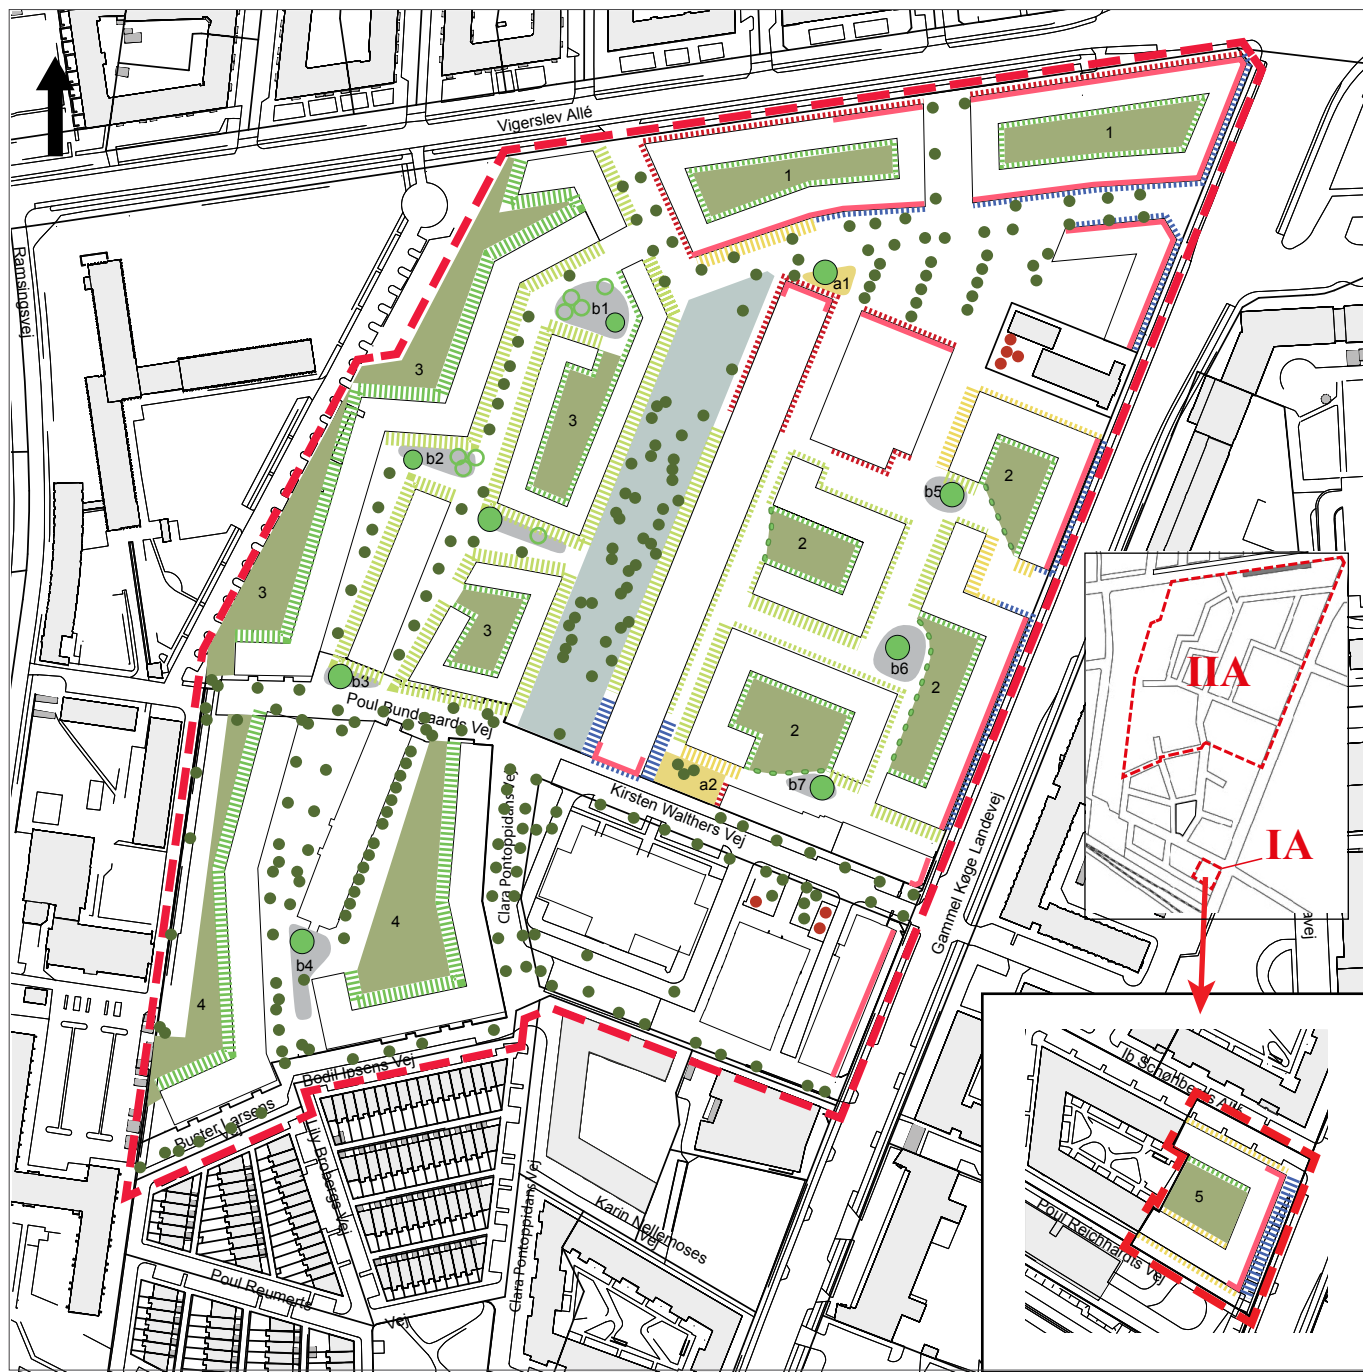 Vigerslev Allé
1
1
Ramsingsvej
a1
b1
3
3
b2
2
b5
2
3
3
2
b6
IIA
b3
2
Poul Bundgaards Vej
2
a2
b7
Kirsten Walthers Vej
Clara Pontoppidans Vej
Gammel Køge Landevej
IA
4
avej
b4
4
Bodil Ipsens Vej
Buster Larsens
Vej
Lily Brobergs Vej
Ib Schønbergs Allé
Clara Pontoppidans Vej
Karin Nellemoses
Vej
5
Poul Reichhardts Vej
Poul Reumerts
Vej